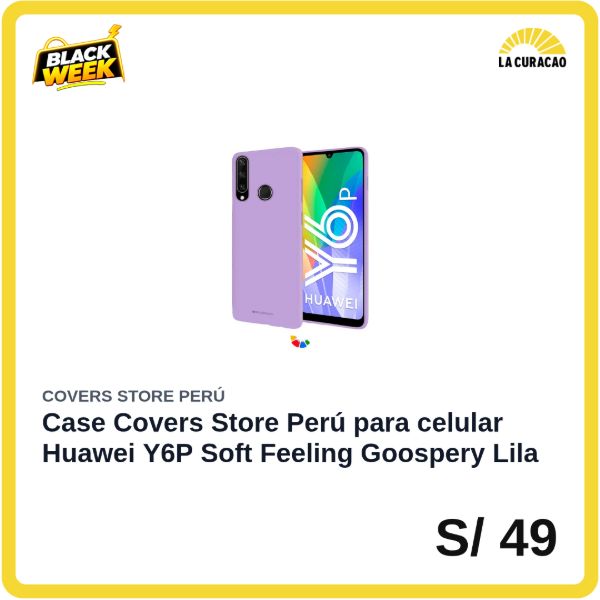 BLACK
WEEK
LA CURACAO
Y6P
HUAWEI
COVERS STORE PERÚ
Case Covers Store Perú para celular
Huawei Y6P Soft Feeling Goospery Lila
S/ 49